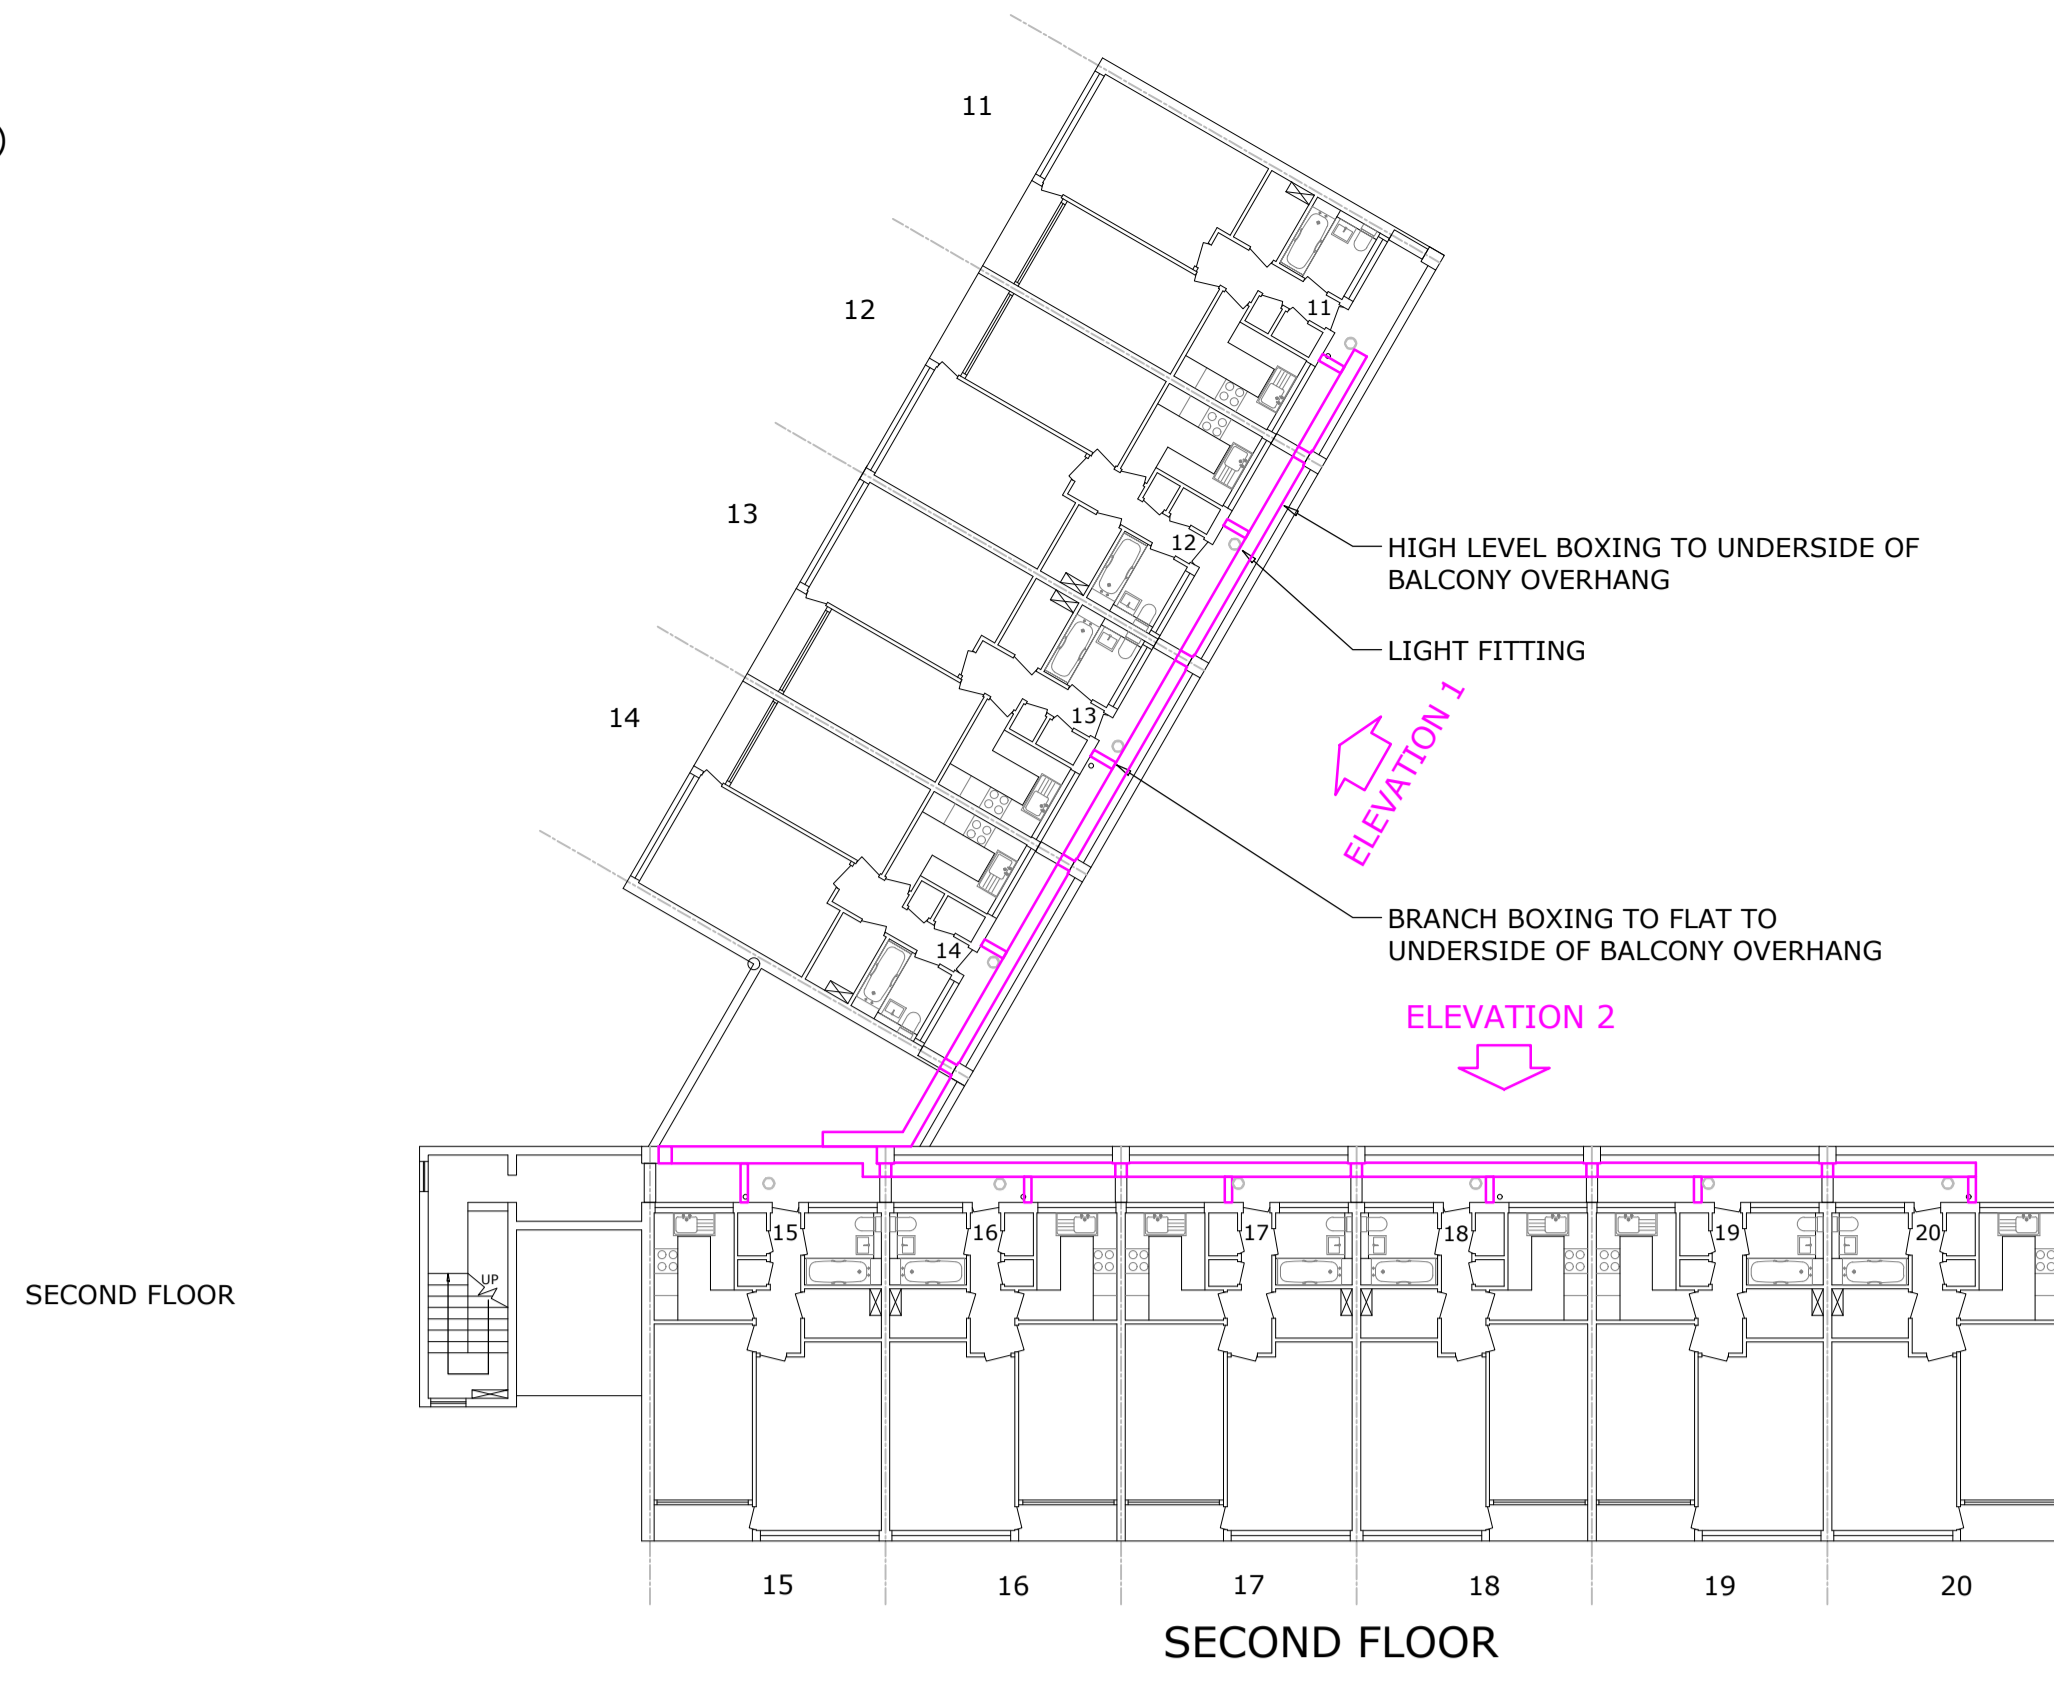 11
)
12
13
14
11
12
13
14
HIGH LEVEL BOXING TO UNDERSIDE OF
BALCONY OVERHANG
LIGHT FITTING
ELEVATION 1
BRANCH BOXING TO FLAT TO
UNDERSIDE OF BALCONY OVERHANG
ELEVATION 2
15
16
17
18
19
20
UP
SECOND FLOOR
15
16
17
18
19
20
SECOND FLOOR